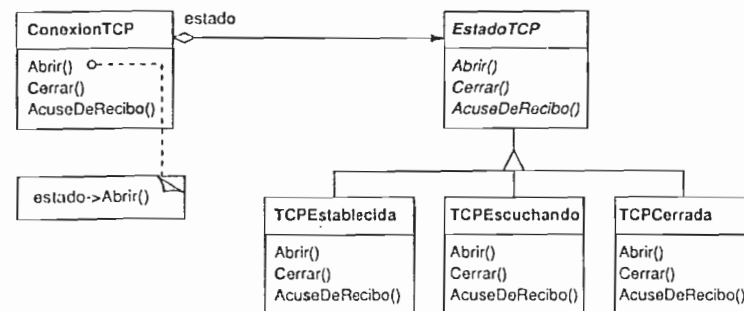 estado
ConexionTCP
Abrir()
Cerrar()
AcuseDeRecibo()
estado->Abrir()
EstadoTCP
Abrir()
Cerrar()
AcuseDeRecibo()
TCPEstablecida
Abrir()
Cerrar()
AcuseDeRecibo()
TCPEscuchando
Abrir()
Cerrar()
AcuseDeRecibo()
TCPCerrada
Abrir()
Cerrar()
AcuseDeRecibo()